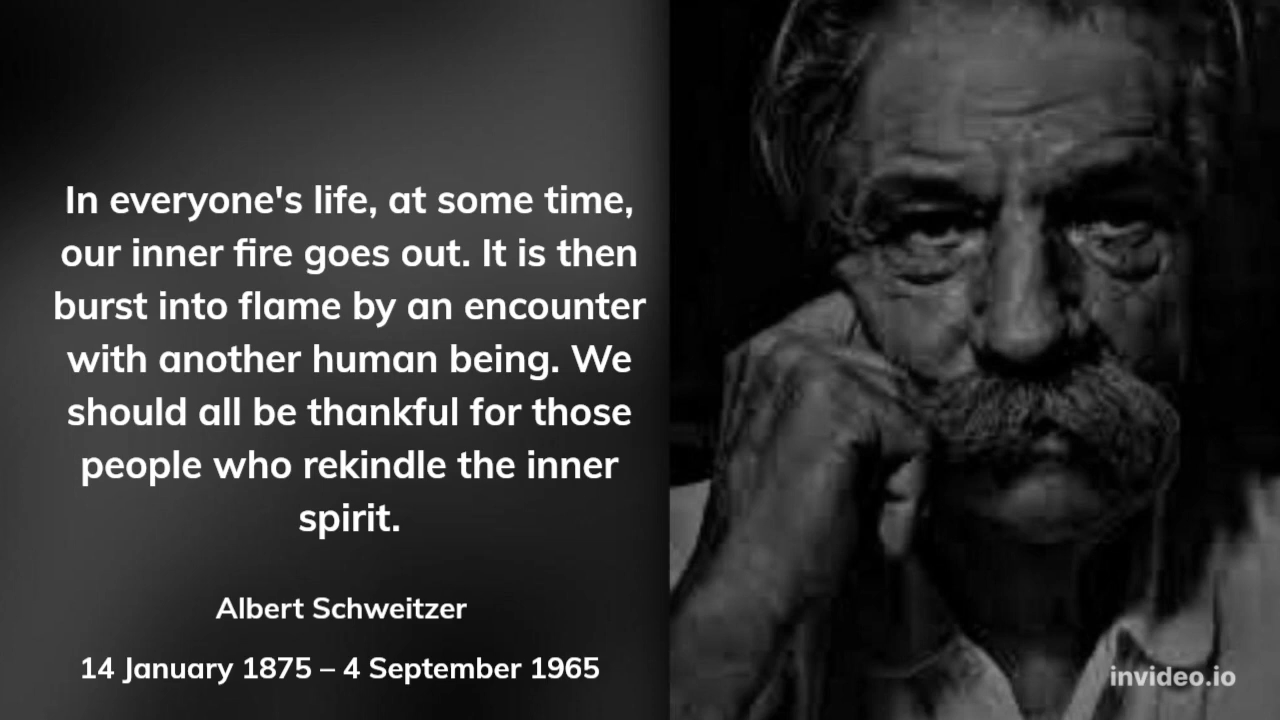 In everyone's life, at some time,
our inner fire goes out. It is then
burst into flame by an encounter
with another human being. We
should all be thankful for those
people who rekindle the inner
spirit.
Albert Schweitzer
14 January 1875 – 4 September 1965
invideo.io